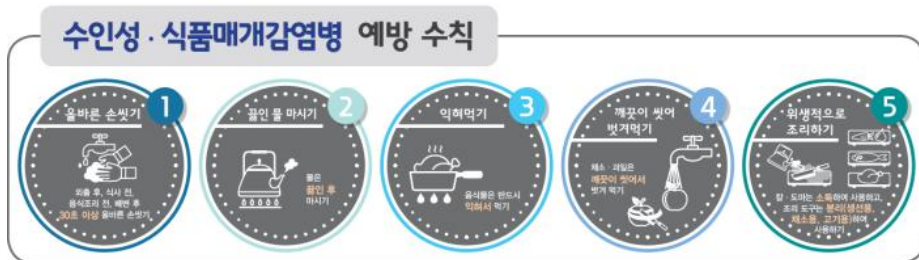 수인성 · 식품매개감염병 예방 수칙
1
올바른 손씻기
외출 후, 식사 전,
음식조리 전, 배변 후
30초 이상 올바른 손씻기
2
끓인 물 마시기
물은
끓인 후
마시기
3
익혀먹기
음식물은 반드시
익혀서 먹기
4
깨끗이 씻어
벗겨먹기
채소 · 과일은
깨끗이 씻어서
벗겨 먹기
5
위생적으로
조리하기
칼 · 도마는 소독하여 사용하고,
조리 도구는 분리(생선용,
채소용, 고기용)하여
사용하기